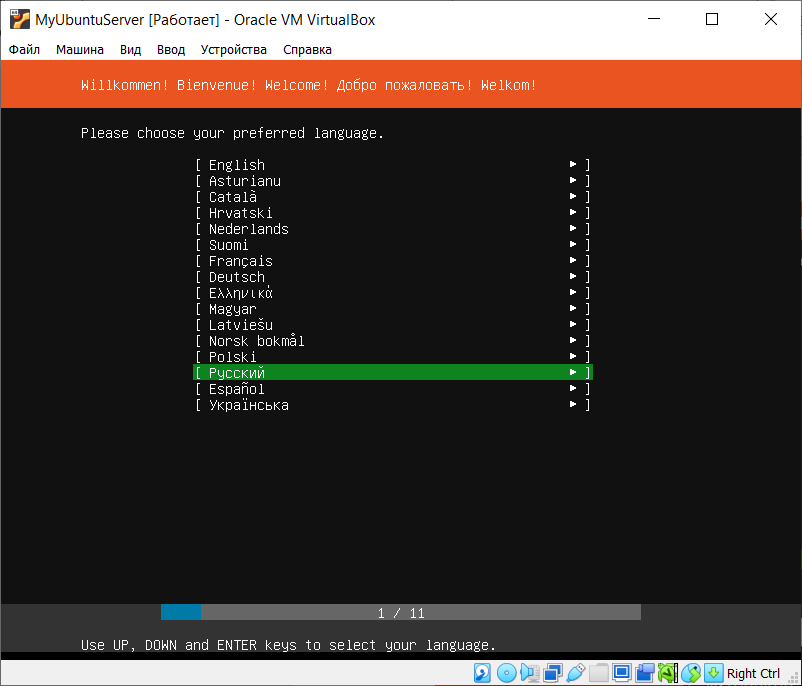 MyUbuntuServer [Работает] - Oracle VM VirtualBox
Файл Машина Вид Ввод Устройства Справка
Willkommen! Bienvenue! Welcome! Добро пожаловать! Welkom!
Please choose your preferred language.
[ English ► ]
[ Asturianu ► ]
[ Català ► ]
[ Hrvatski ► ]
[ Nederlands ► ]
[ Suomi ► ]
[ Français ► ]
[ Deutsch ► ]
[ Ελληνικά ► ]
[ Magyar ► ]
[ Latviešu ► ]
[ Norsk bokmål ► ]
[ Polski ► ]
[ Русский ► ]
[ Español ► ]
[ Українська ► ]
1 / 11
Use UP, DOWN and ENTER keys to select your language.
Right Ctrl